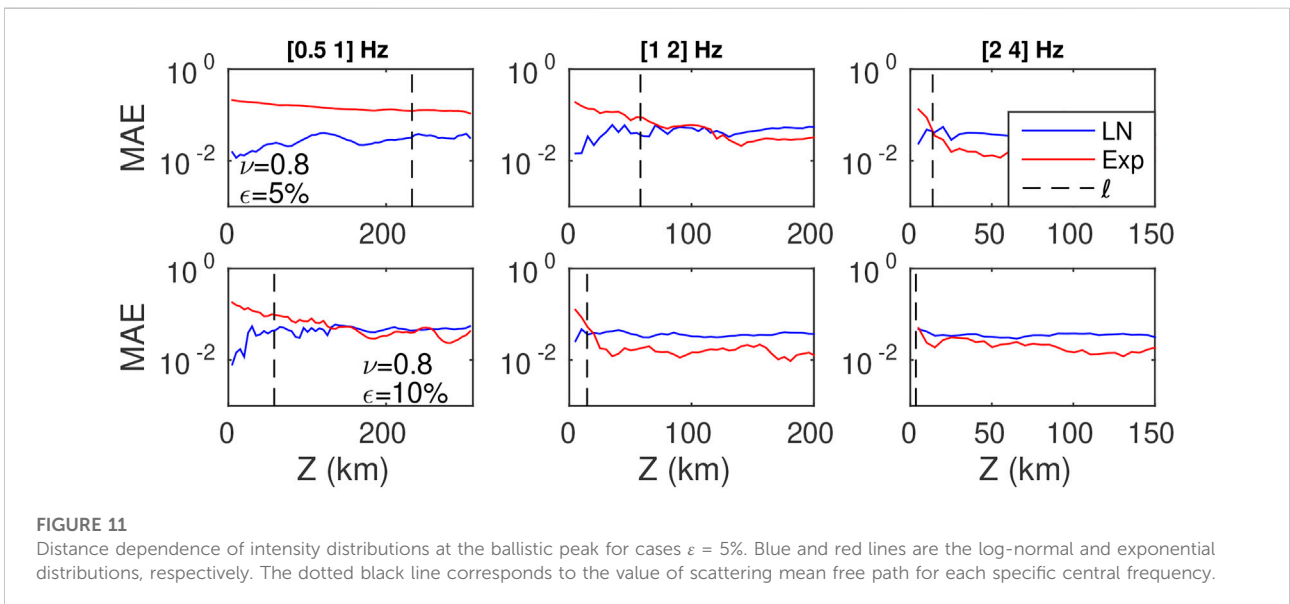 [0.5 1] Hz
[1 2] Hz
[2 4] Hz
MAE
10^0
10^-2
ν=0.8
ϵ=5%
0
200
10^0
10^-2
0
100
200
10^0
10^-2
LN
Exp
ℓ
0
50
100
150
MAE
10^0
10^-2
ν=0.8
ϵ=10%
0
200
Z (km)
10^0
10^-2
0
100
200
Z (km)
10^0
10^-2
0
50
100
150
Z (km)
FIGURE 11
Distance dependence of intensity distributions at the ballistic peak for cases ε = 5%. Blue and red lines are the log-normal and exponential
distributions, respectively. The dotted black line corresponds to the value of scattering mean free path for each specific central frequency.